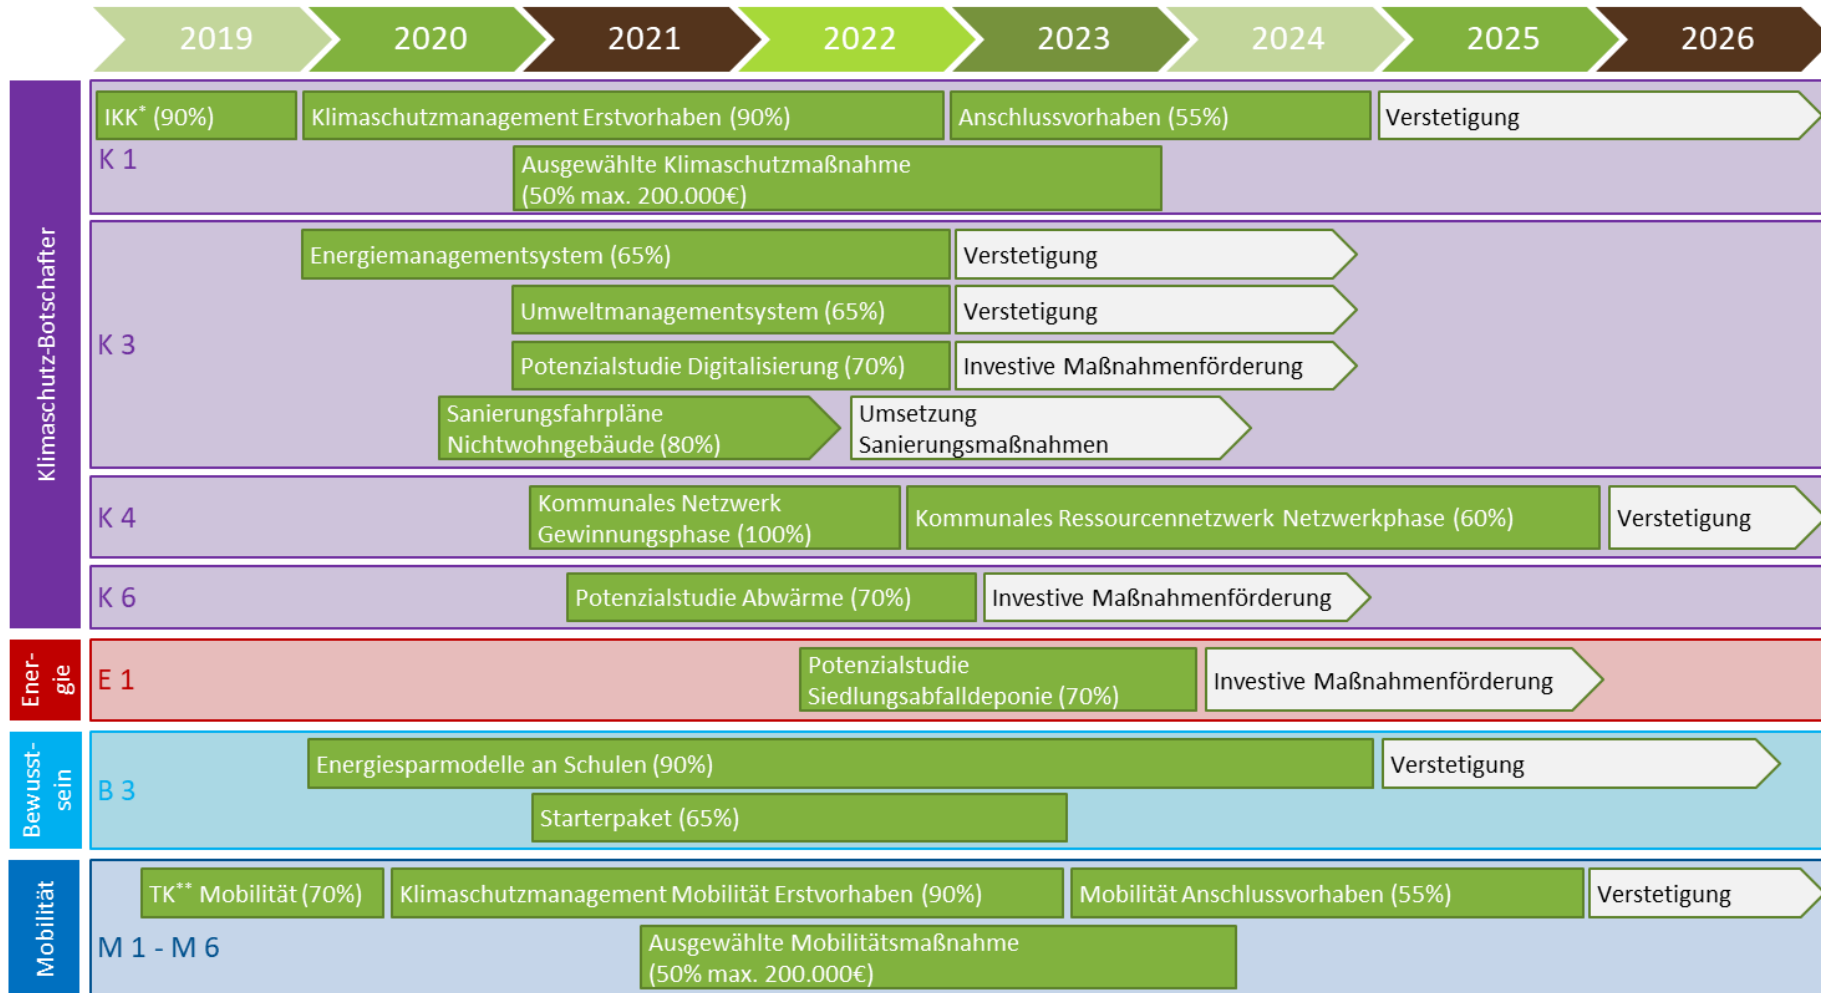 2019
2020
2021
2022
2023
2024
2025
2026
Klimaschutz-Botschafter
IKK* (90%)
Klimaschutzmanagement Erstvorhaben (90%)
Anschlussvorhaben (55%)
Verstetigung
K 1
Ausgewählte Klimaschutzmaßnahme
(50% max. 200.000€)
Energiemanagementsystem (65%)
Verstetigung
Umweltmanagementsystem (65%)
Verstetigung
K 3
Potenzialstudie Digitalisierung (70%)
Investive Maßnahmenförderung
Sanierungsfahrpläne
Nichtwohngebäude (80%)
Umsetzung
Sanierungsmaßnahmen
K 4
Kommunales Netzwerk
Gewinnungsphase (100%)
Kommunales Ressourcennetzwerk Netzwerkphase (60%)
Verstetigung
K 6
Potenzialstudie Abwärme (70%)
Investive Maßnahmenförderung
Ener-
gie
E 1
Potenzialstudie
Siedlungsabfalldeponie (70%)
Investive Maßnahmenförderung
Bewusst-
sein
B 3
Energiesparmodelle an Schulen (90%)
Verstetigung
Starterpaket (65%)
Mobilität
TK** Mobilität (70%)
Klimaschutzmanagement Mobilität Erstvorhaben (90%)
Mobilität Anschlussvorhaben (55%)
Verstetigung
M 1 - M 6
Ausgewählte Mobilitätsmaßnahme
(50% max. 200.000€)